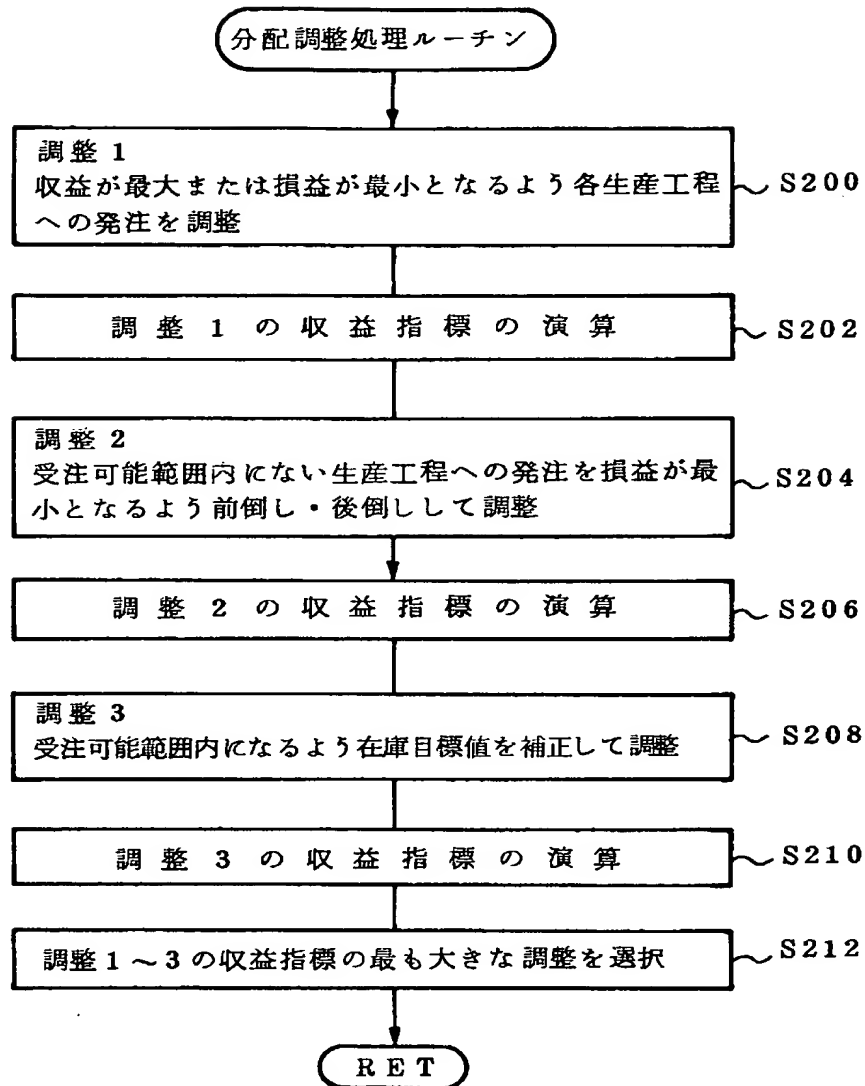 分配調整処理ルーチン
調整1
収益が最大または損益が最小となるよう各生産工程
への発注を調整
S200
調整1の収益指標の演算
S202
調整2
受注可能範囲内にない生産工程への発注を損益が最
小となるよう前倒し・後倒しして調整
S204
調整2の収益指標の演算
S206
調整3
受注可能範囲内になるよう在庫目標値を補正して調整
S208
調整3の収益指標の演算
S210
調整1～3の収益指標の最も大きな調整を選択
S212
RET